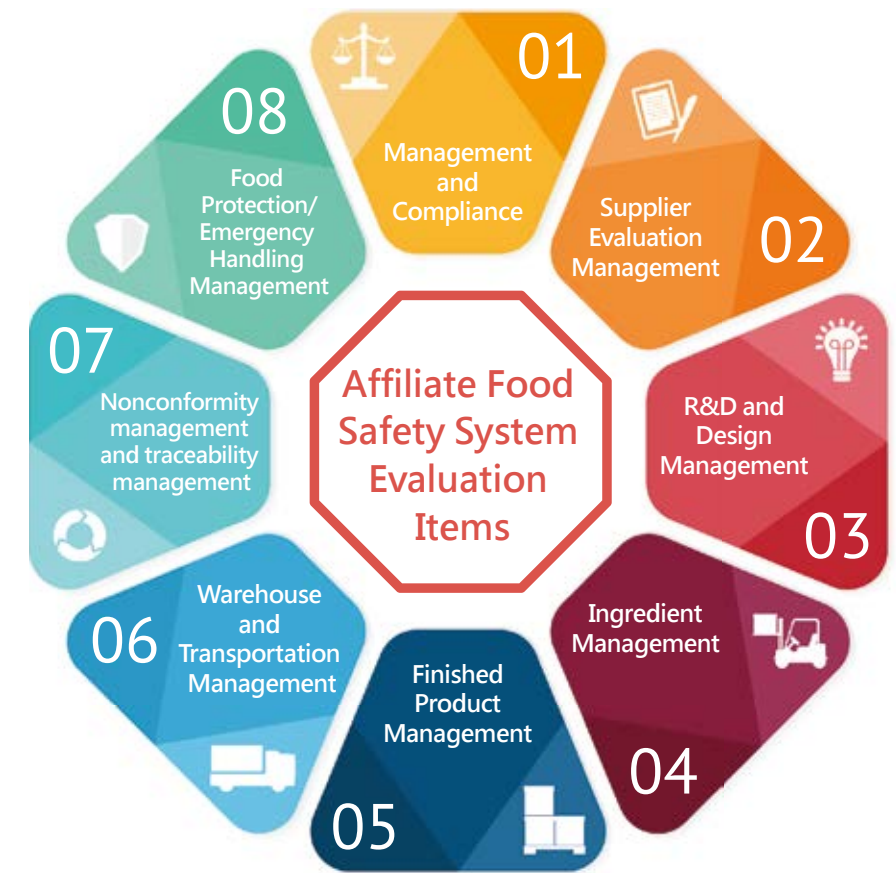 Affiliate Food
Safety System
Evaluation
Items
01
Management
and
Compliance
02
Supplier
Evaluation
Management
03
R&D and
Design
Management
04
Ingredient
Management
05
Finished
Product
Management
06
Warehouse
and
Transportation
Management
07
Nonconformity
management
and traceability
management
08
Food
Protection/
Emergency
Handling
Management